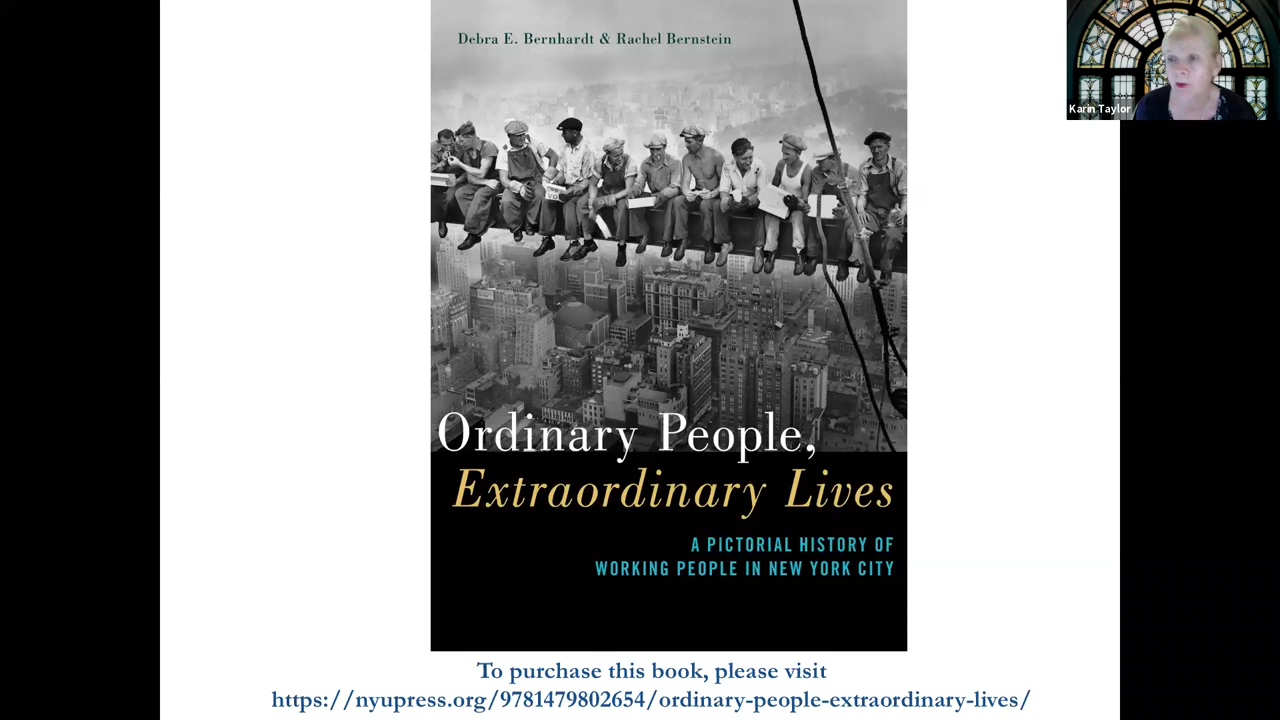 Debra E. Bernhardt & Rachel Bernstein
Karin Taylor
Ordinary People,
Extraordinary Lives
A PICTORIAL HISTORY OF
WORKING PEOPLE IN NEW YORK CITY
To purchase this book, please visit
https://nyupress.org/9781479802654/ordinary-people-extraordinary-lives/